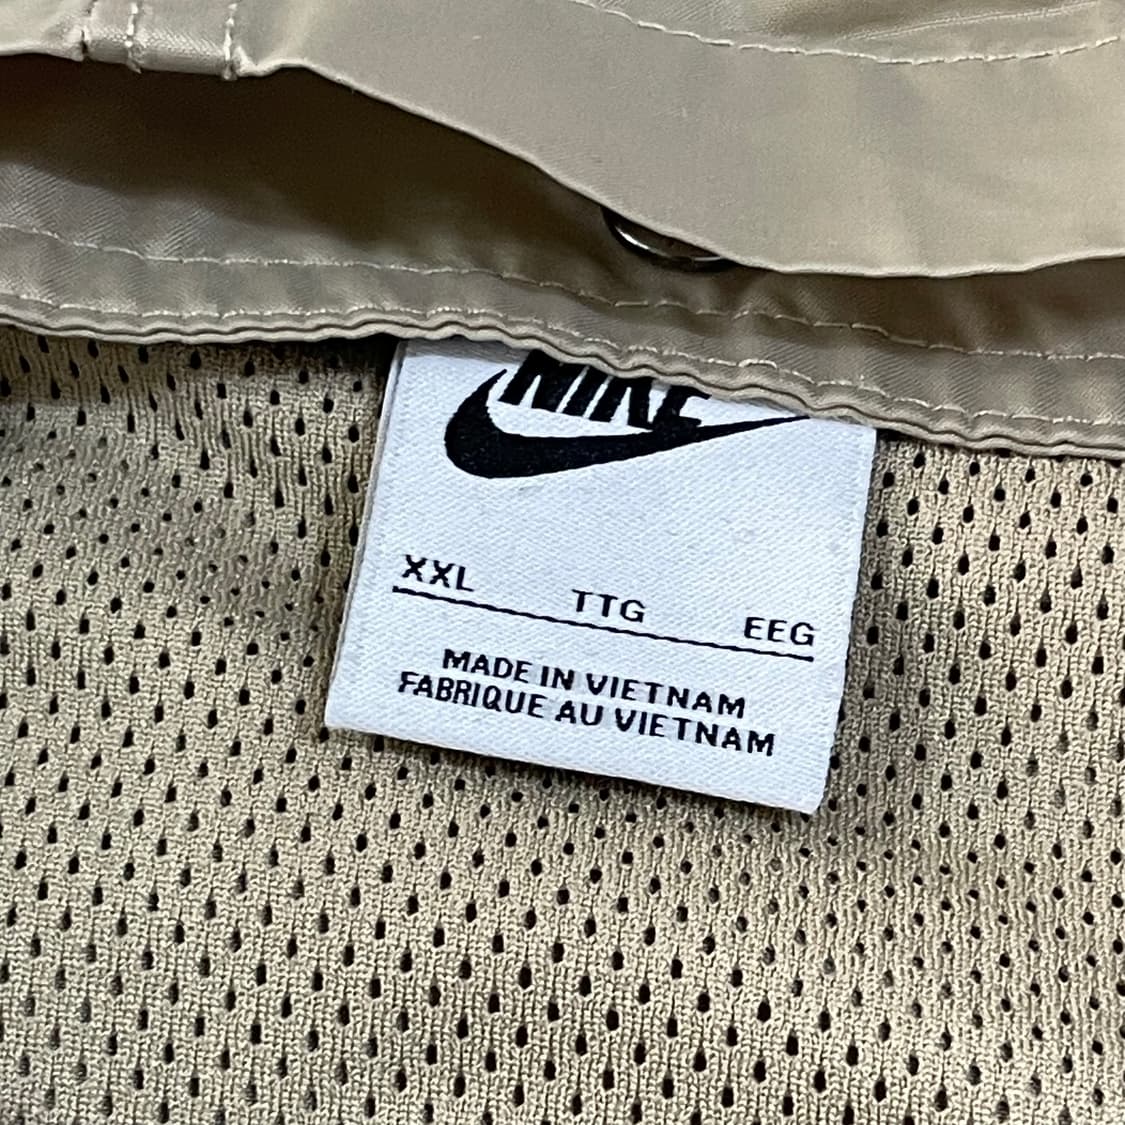 NIKE
XXL TTG EEG
MADE IN VIETNAM
FABRIQUE AU VIETNAM